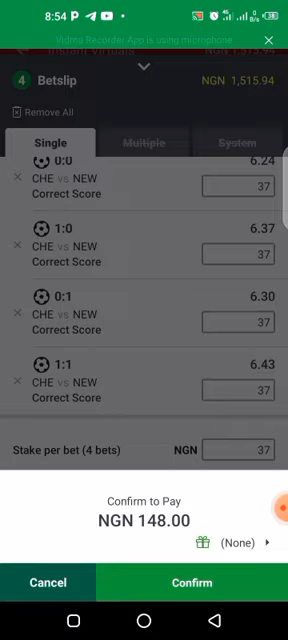 8:54
Vidma Recorder App is using microphone
Instant Virtuals NGN 1,515.94
4 Betslip NGN 1,515.94
Remove All
Single Multiple System
0:0 6.24
CHE vs NEW 37
Correct Score
1:0 6.37
CHE vs NEW 37
Correct Score
0:1 6.30
CHE vs NEW 37
Correct Score
1:1 6.43
CHE vs NEW 37
Correct Score
Stake per bet (4 bets) NGN 37
Confirm to Pay
NGN 148.00
(None)
Cancel Confirm